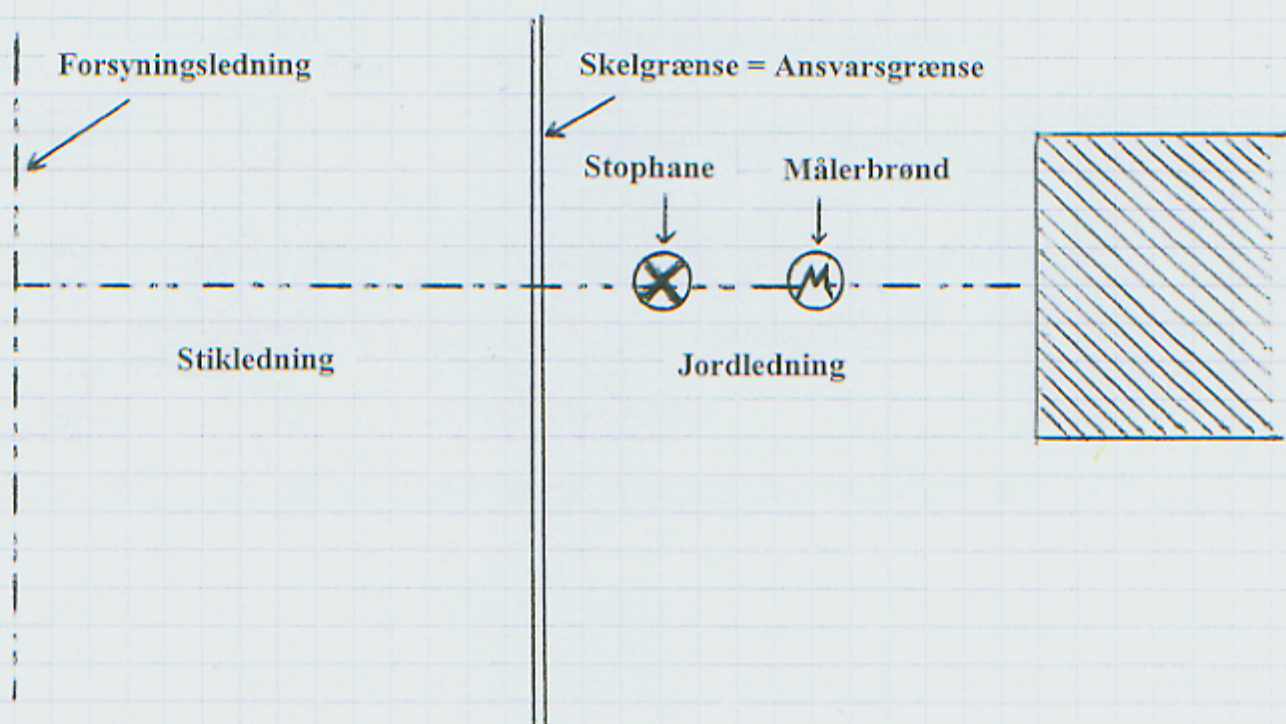 Forsyningsledning
Skelgrænse = Ansvarsgrænse
Stophane
Målerbrønd
M
Stikledning
Jordledning